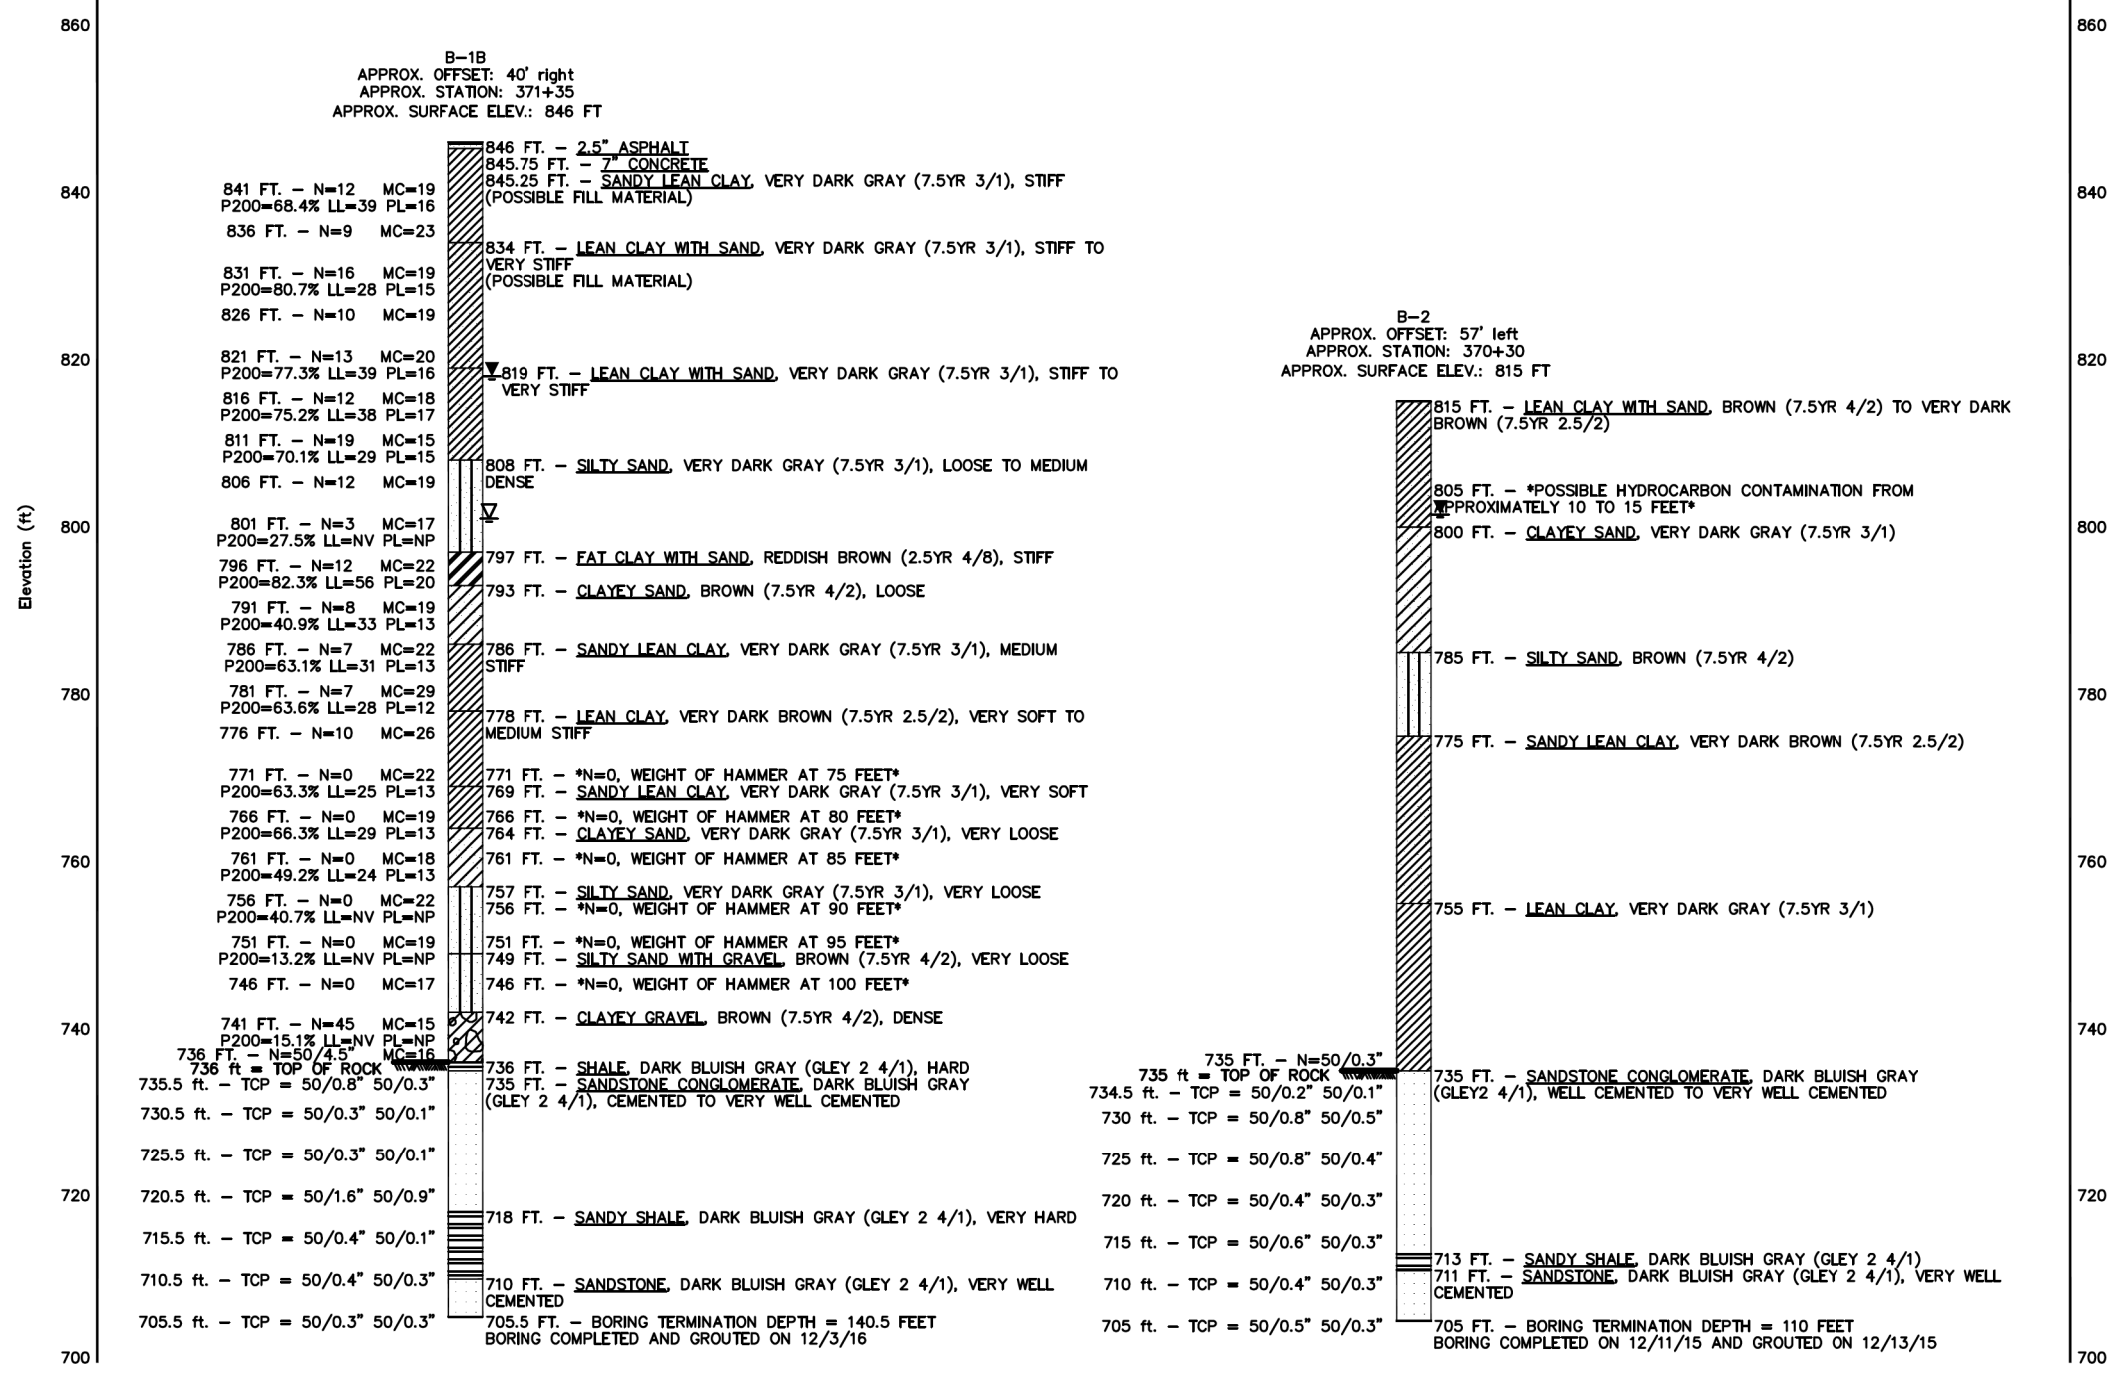 860
860
B-1B
APPROX. OFFSET: 40' right
APPROX. STATION: 371+35
APPROX. SURFACE ELEV.: 846 FT
846 FT. - 2.5" ASPHALT
845.75 FT. - 7" CONCRETE
845.25 FT. - SANDY LEAN CLAY, VERY DARK GRAY (7.5YR 3/1), STIFF
(POSSIBLE FILL MATERIAL)
840
840
841 FT. - N=12 MC=19
P200=68.4% LL=39 PL=16
836 FT. - N=9 MC=23
834 FT. - LEAN CLAY WITH SAND, VERY DARK GRAY (7.5YR 3/1), STIFF TO
VERY STIFF
(POSSIBLE FILL MATERIAL)
831 FT. - N=16 MC=19
P200=80.7% LL=28 PL=15
826 FT. - N=10 MC=19
821 FT. - N=13 MC=20
P200=77.3% LL=39 PL=16
820
820
819 FT. - LEAN CLAY WITH SAND, VERY DARK GRAY (7.5YR 3/1), STIFF TO
VERY STIFF
816 FT. - N=12 MC=18
P200=75.2% LL=38 PL=17
811 FT. - N=19 MC=15
P200=70.1% LL=29 PL=15
808 FT. - SILTY SAND, VERY DARK GRAY (7.5YR 3/1), LOOSE TO MEDIUM
DENSE
806 FT. - N=12 MC=19
801 FT. - N=3 MC=17
P200=27.5% LL=NV PL=NP
800
800
Elevation (ft)
797 FT. - FAT CLAY WITH SAND, REDDISH BROWN (2.5YR 4/8), STIFF
796 FT. - N=12 MC=22
P200=82.3% LL=56 PL=20
793 FT. - CLAYEY SAND, BROWN (7.5YR 4/2), LOOSE
791 FT. - N=8 MC=19
P200=40.9% LL=33 PL=13
786 FT. - N=7 MC=22
P200=63.1% LL=31 PL=13
786 FT. - SANDY LEAN CLAY, VERY DARK GRAY (7.5YR 3/1), MEDIUM
STIFF
781 FT. - N=7 MC=29
P200=63.6% LL=28 PL=12
780
780
778 FT. - LEAN CLAY, VERY DARK BROWN (7.5YR 2.5/2), VERY SOFT TO
MEDIUM STIFF
776 FT. - N=10 MC=26
771 FT. - N=0 MC=22
P200=63.3% LL=25 PL=13
771 FT. - *N=0, WEIGHT OF HAMMER AT 75 FEET*
769 FT. - SANDY LEAN CLAY, VERY DARK GRAY (7.5YR 3/1), VERY SOFT
766 FT. - N=0 MC=19
P200=66.3% LL=29 PL=13
766 FT. - *N=0, WEIGHT OF HAMMER AT 80 FEET*
764 FT. - CLAYEY SAND, VERY DARK GRAY (7.5YR 3/1), VERY LOOSE
761 FT. - N=0 MC=18
P200=49.2% LL=24 PL=13
761 FT. - *N=0, WEIGHT OF HAMMER AT 85 FEET*
760
760
757 FT. - SILTY SAND, VERY DARK GRAY (7.5YR 3/1), VERY LOOSE
756 FT. - *N=0, WEIGHT OF HAMMER AT 90 FEET*
756 FT. - N=0 MC=22
P200=40.7% LL=NV PL=NP
751 FT. - N=0 MC=19
P200=13.2% LL=NV PL=NP
751 FT. - *N=0, WEIGHT OF HAMMER AT 95 FEET*
749 FT. - SILTY SAND WITH GRAVEL, BROWN (7.5YR 4/2), VERY LOOSE
746 FT. - N=0 MC=17
746 FT. - *N=0, WEIGHT OF HAMMER AT 100 FEET*
742 FT. - CLAYEY GRAVEL, BROWN (7.5YR 4/2), DENSE
740
740
741 FT. - N=45 MC=15
P200=15.1% LL=NV PL=NP
736 FT. - N=50/4.5" MC=16
736 ft = TOP OF ROCK
736 FT. - SHALE, DARK BLUISH GRAY (GLEY 2 4/1), HARD
735 FT. - SANDSTONE CONGLOMERATE, DARK BLUISH GRAY
(GLEY 2 4/1), CEMENTED TO VERY WELL CEMENTED
735.5 ft. - TCP = 50/0.8" 50/0.3"
730.5 ft. - TCP = 50/0.3" 50/0.1"
725.5 ft. - TCP = 50/0.3" 50/0.1"
720.5 ft. - TCP = 50/1.6" 50/0.9"
720
720
718 FT. - SANDY SHALE, DARK BLUISH GRAY (GLEY 2 4/1), VERY HARD
715.5 ft. - TCP = 50/0.4" 50/0.1"
710.5 ft. - TCP = 50/0.4" 50/0.3"
710 FT. - SANDSTONE, DARK BLUISH GRAY (GLEY 2 4/1), VERY WELL
CEMENTED
705.5 ft. - TCP = 50/0.3" 50/0.3"
705.5 FT. - BORING TERMINATION DEPTH = 140.5 FEET
BORING COMPLETED AND GROUTED ON 12/3/16
700
700
B-2
APPROX. OFFSET: 57' left
APPROX. STATION: 370+30
APPROX. SURFACE ELEV.: 815 FT
815 FT. - LEAN CLAY WITH SAND, BROWN (7.5YR 4/2) TO VERY DARK
BROWN (7.5YR 2.5/2)
805 FT. - *POSSIBLE HYDROCARBON CONTAMINATION FROM
APPROXIMATELY 10 TO 15 FEET*
800 FT. - CLAYEY SAND, VERY DARK GRAY (7.5YR 3/1)
785 FT. - SILTY SAND, BROWN (7.5YR 4/2)
775 FT. - SANDY LEAN CLAY, VERY DARK BROWN (7.5YR 2.5/2)
755 FT. - LEAN CLAY, VERY DARK GRAY (7.5YR 3/1)
735 FT. - N=50/0.3"
735 ft = TOP OF ROCK
735 FT. - SANDSTONE CONGLOMERATE, DARK BLUISH GRAY
(GLEY2 4/1), WELL CEMENTED TO VERY WELL CEMENTED
734.5 ft. - TCP = 50/0.2" 50/0.1"
730 ft. - TCP = 50/0.8" 50/0.5"
725 ft. - TCP = 50/0.8" 50/0.4"
720 ft. - TCP = 50/0.4" 50/0.3"
715 ft. - TCP = 50/0.6" 50/0.3"
713 FT. - SANDY SHALE, DARK BLUISH GRAY (GLEY 2 4/1)
711 FT. - SANDSTONE, DARK BLUISH GRAY (GLEY 2 4/1), VERY WELL
CEMENTED
710 ft. - TCP = 50/0.4" 50/0.3"
705 ft. - TCP = 50/0.5" 50/0.3"
705 FT. - BORING TERMINATION DEPTH = 110 FEET
BORING COMPLETED ON 12/11/15 AND GROUTED ON 12/13/15